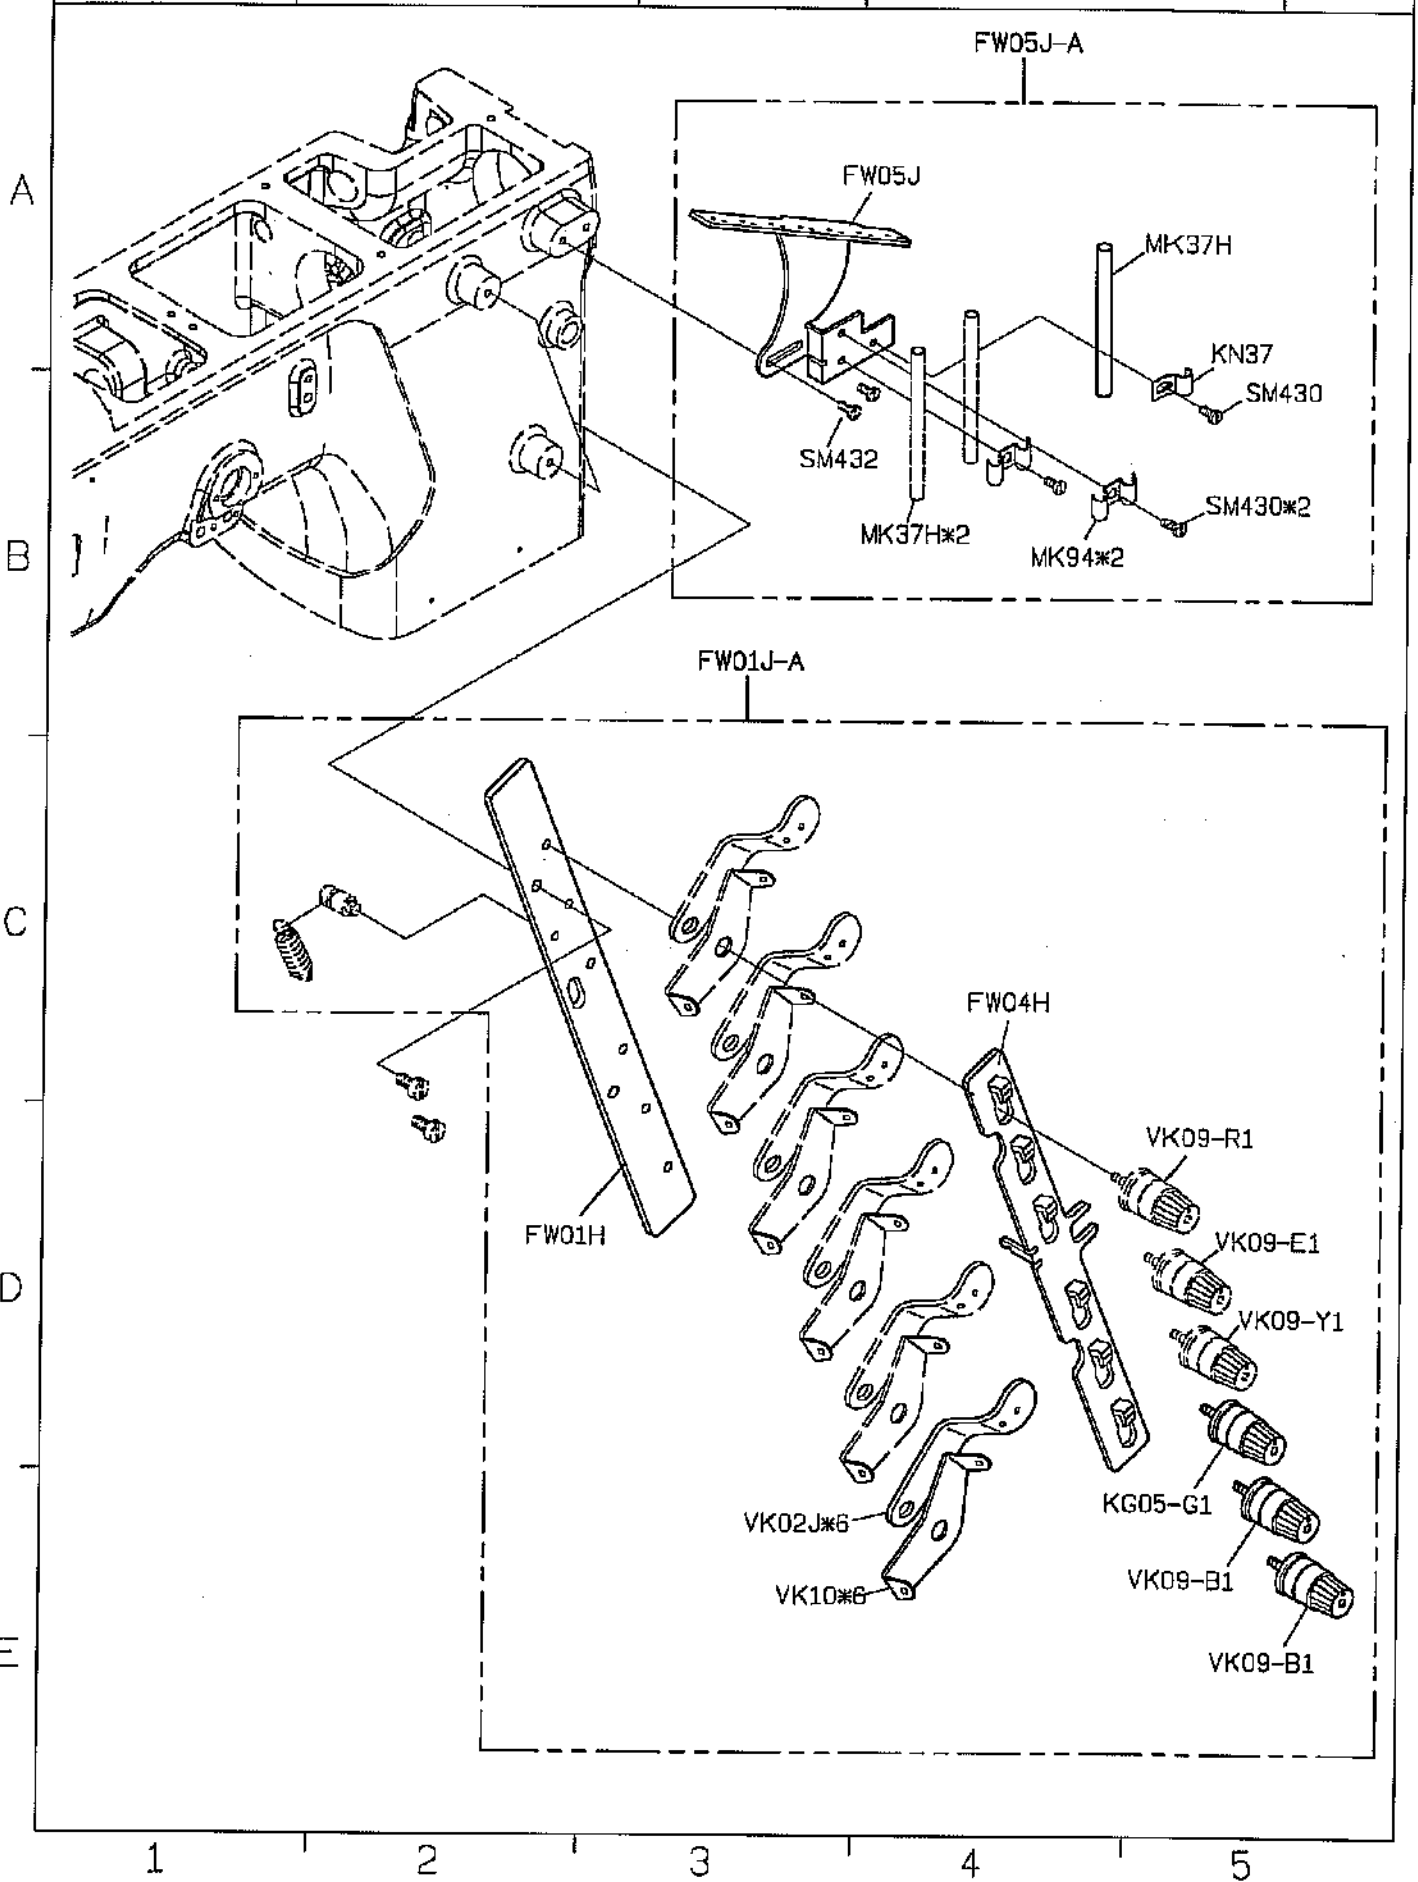 FW05J-A
A
FW05J
MK37H
KN37
SM430
SM432
SM430*2
MK37H*2
MK94*2
B
FW01J-A
C
FW04H
VK09-R1
FW01H
VK09-E1
D
VK09-Y1
KG05-G1
VK02J*6
VK09-B1
VK10*6
E
VK09-B1
1 2 3 4 5